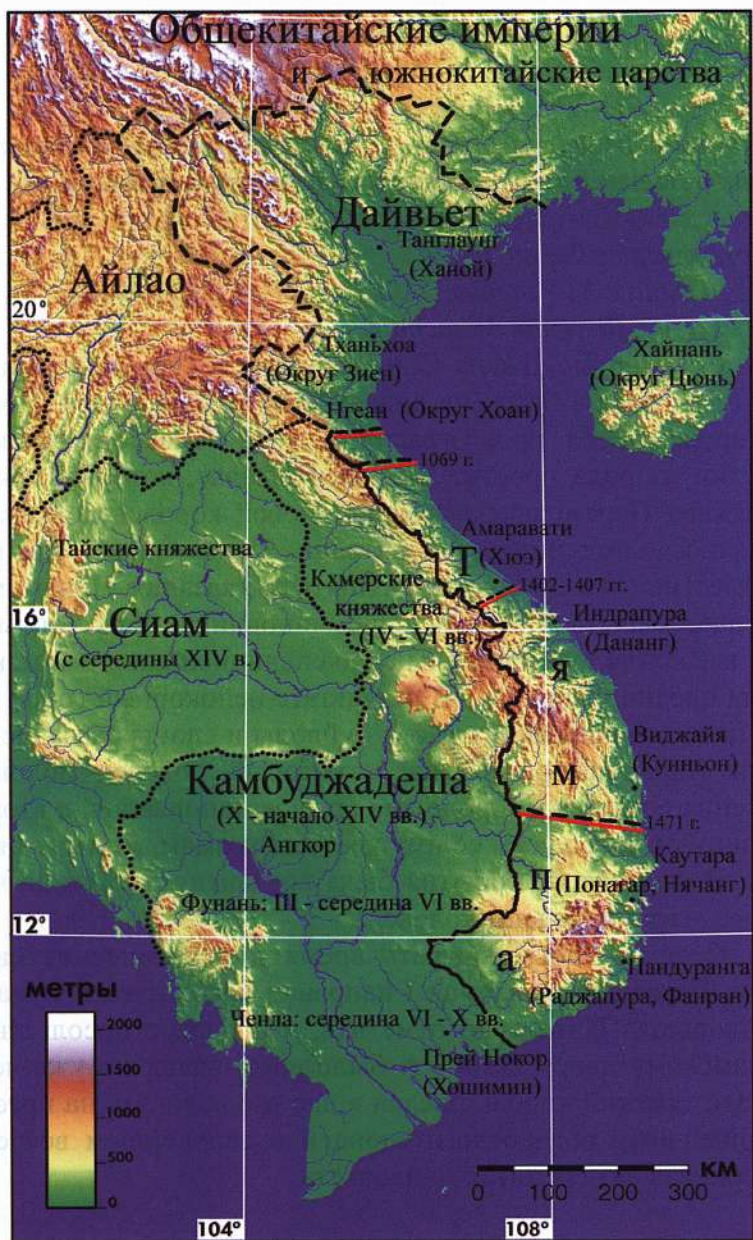 Общекитайские империи
и южнокитайские царства
Дайвьет
Танглаунг
(Ханой)
Айлао
20°
Тханьхоа
(Округ Зиен)
Хайнань
(Округ Цюнь)
Нгеан (Округ Хоан)
1069 г.
Тайские княжества
Амаравати
Т (Хюэ)
1402-1407 гг.
Кхмерские
княжества
(IV - VI вв.)
16°
Сиам
(с середины XIV в.)
Индрапура
(Дананг)
я
Виджайя
(Куиньон)
м
Камбуджадеша
(X - начало XIV вв.)
Ангкор
1471 г.
Каутара
п (Понагар, Нячанг)
Фунань: III - середина VI вв.
12°
а
Пандуранга
(Раджапура, Фанран)
метры
2000
1500
1000
500
0
Ченла: середина VI - X вв.
Прей Нокор
(Хошимин)
км
0 100 200 300
104° 108°